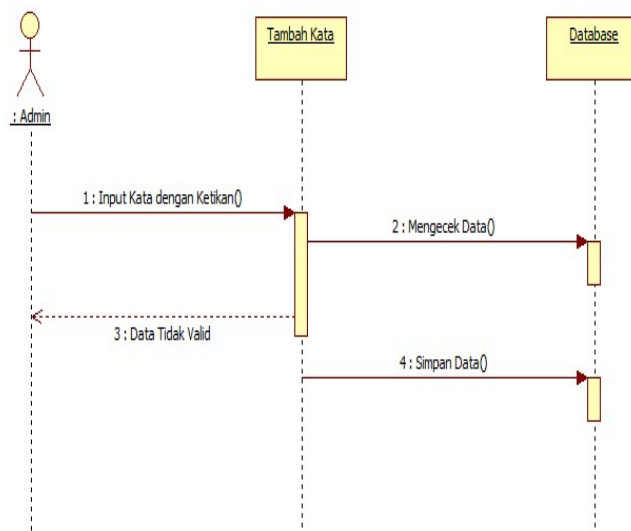 Tambah Kata
Database
: Admin
1 : Input Kata dengan Ketikan()
2 : Mengecek Data()
3 : Data Tidak Valid
4 : Simpan Data()